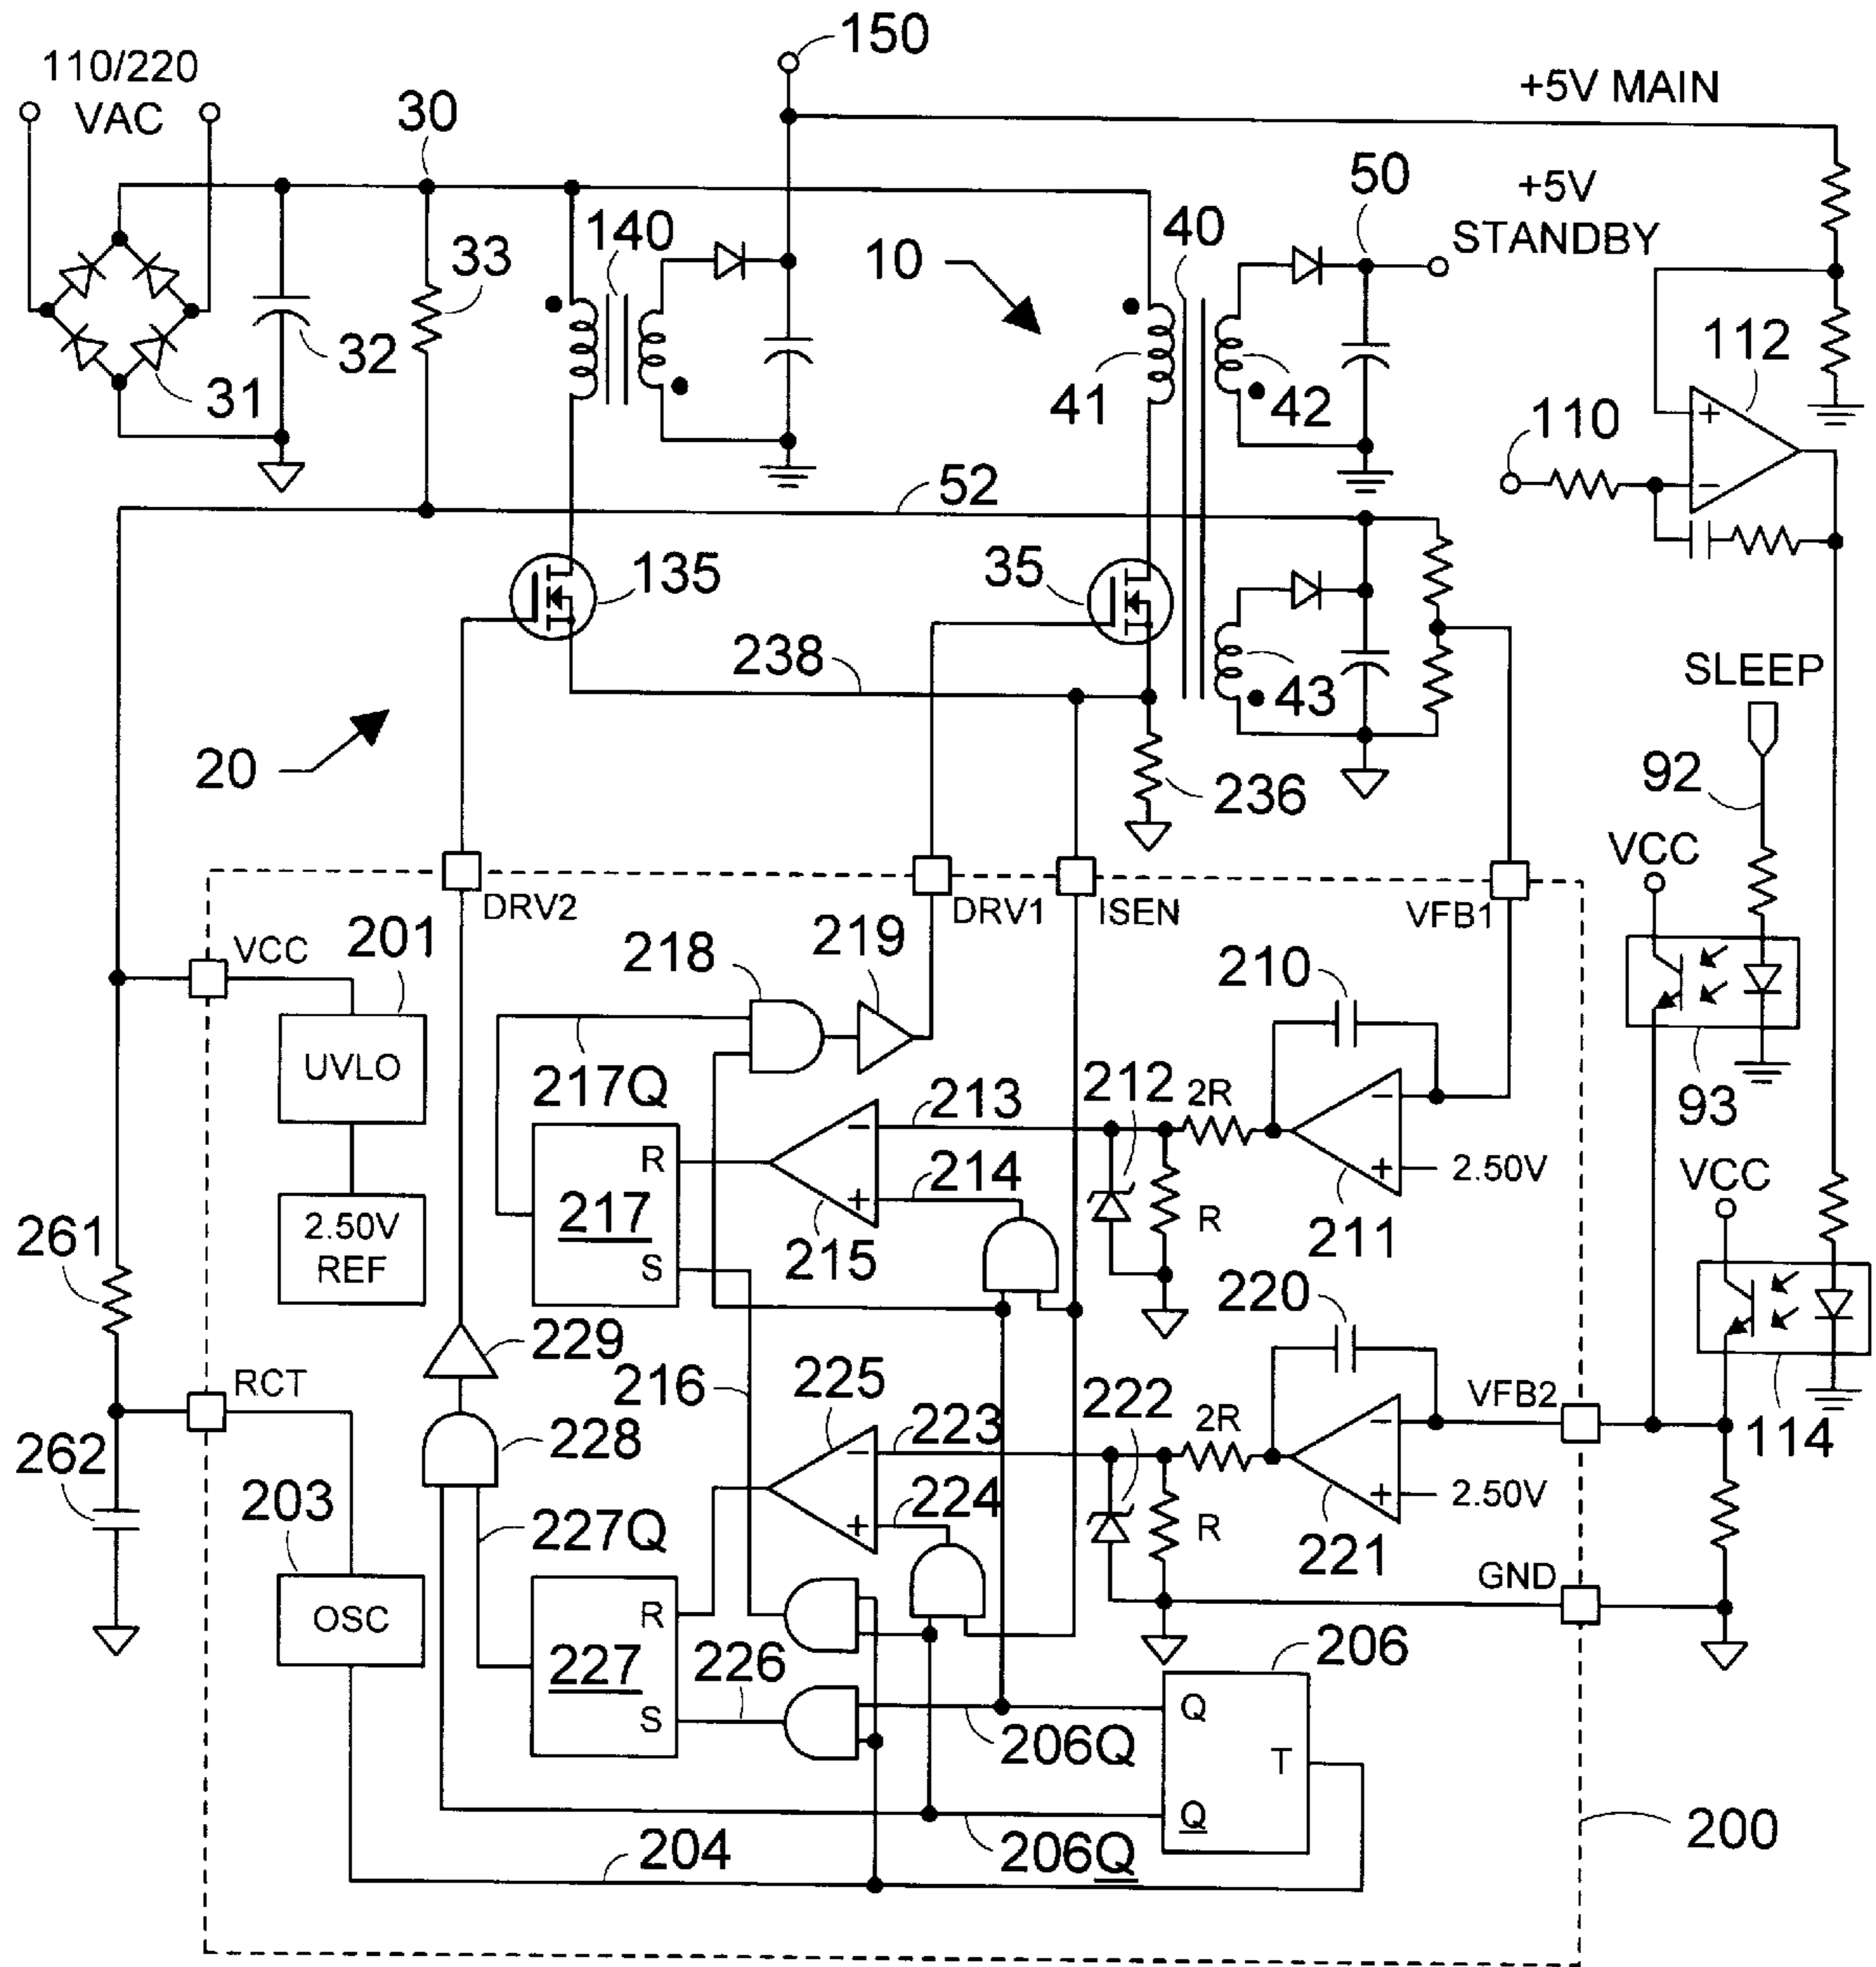 150
110/220
VAC
+5V MAIN
30
50
+5V
STANDBY
140
10
40
33
112
32
31
41
42
110
52
135
35
238
43
SLEEP
20
236
92
VCC
DRV2
DRV1
ISEN
VFB1
VCC
201
218
219
210
UVLO
217Q
213
212
2R
93
R
217
S
214
215
2.50V
211
R
VCC
2.50V
REF
261
220
229
RCT
216
225
222
2R
VFB2
114
228
223
262
203
224
2.50V
221
R
227Q
GND
OSC
R
227
S
226
206
Q
206Q
T
Q
206Q
204
200
+
−
−
+
−
+
−
+
−
+